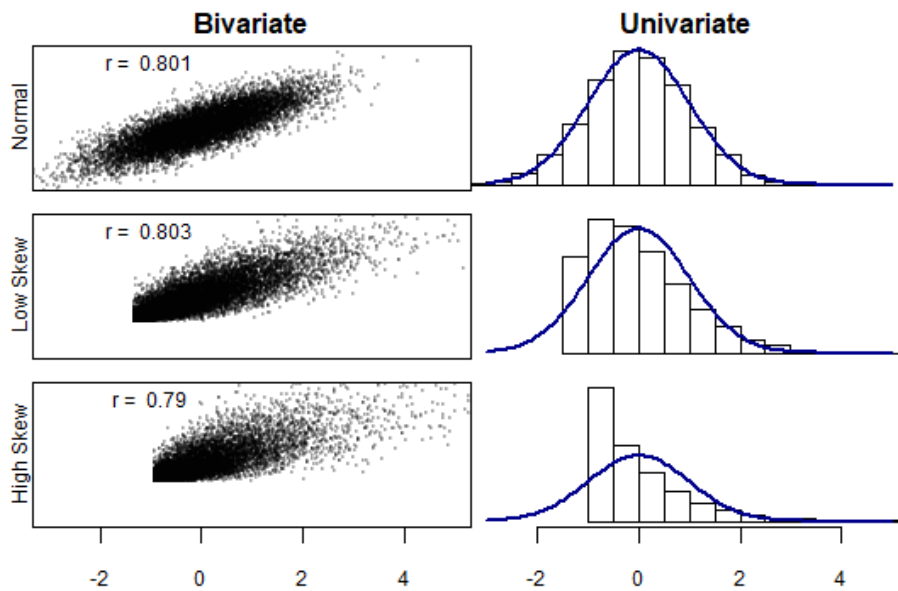 Bivariate Univariate
Normal
r = 0.801
Low Skew
r = 0.803
High Skew
r = 0.79
-2 0 2 4 -2 0 2 4